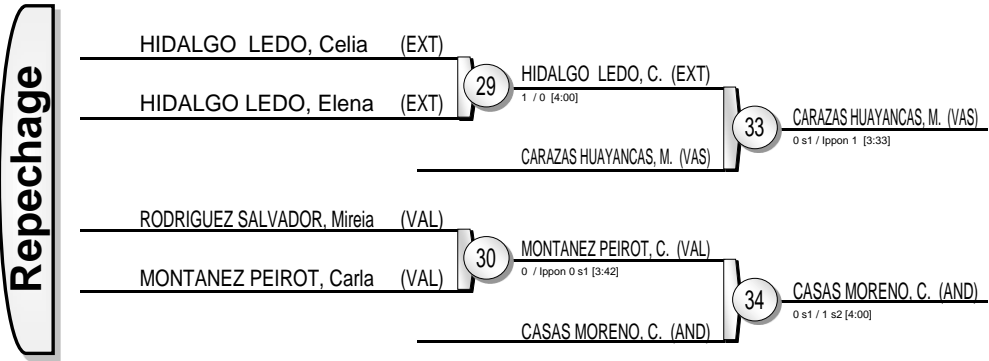 Repechage
HIDALGO LEDO, Celia (EXT)
HIDALGO LEDO, Elena (EXT)
29
HIDALGO LEDO, C. (EXT)
1 / 0 [4:00]
CARAZAS HUAYANCAS, M. (VAS)
33
CARAZAS HUAYANCAS, M. (VAS)
0 s1 / Ippon 1 [3:33]
RODRIGUEZ SALVADOR, Mireia (VAL)
MONTANEZ PEIROT, Carla (VAL)
30
MONTANEZ PEIROT, C. (VAL)
0 / Ippon 0 s1 [3:42]
CASAS MORENO, C. (AND)
34
CASAS MORENO, C. (AND)
0 s1 / 1 s2 [4:00]